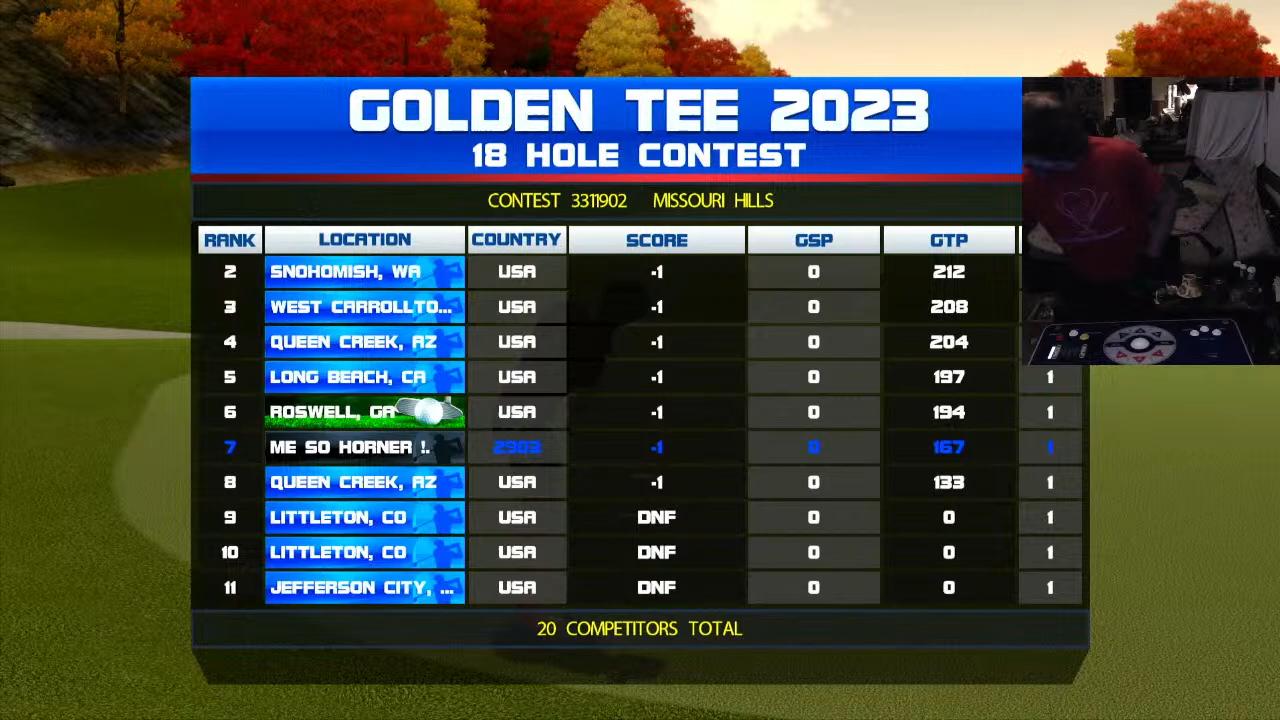 GOLDEN TEE 2023
18 HOLE CONTEST
CONTEST 3311902 MISSOURI HILLS
RANK LOCATION COUNTRY SCORE GSP GTP
2 SNOHOMISH, WA USA -1 0 212
3 WEST CARROLLTO... USA -1 0 208
4 QUEEN CREEK, AZ USA -1 0 204
5 LONG BEACH, CA USA -1 0 197 1
6 ROSWELL, GA USA -1 0 194 1
7 ME SO HORNER !. 2903 -1 0 167 1
8 QUEEN CREEK, AZ USA -1 0 133 1
9 LITTLETON, CO USA DNF 0 0 1
10 LITTLETON, CO USA DNF 0 0 1
11 JEFFERSON CITY, ... USA DNF 0 0 1
20 COMPETITORS TOTAL